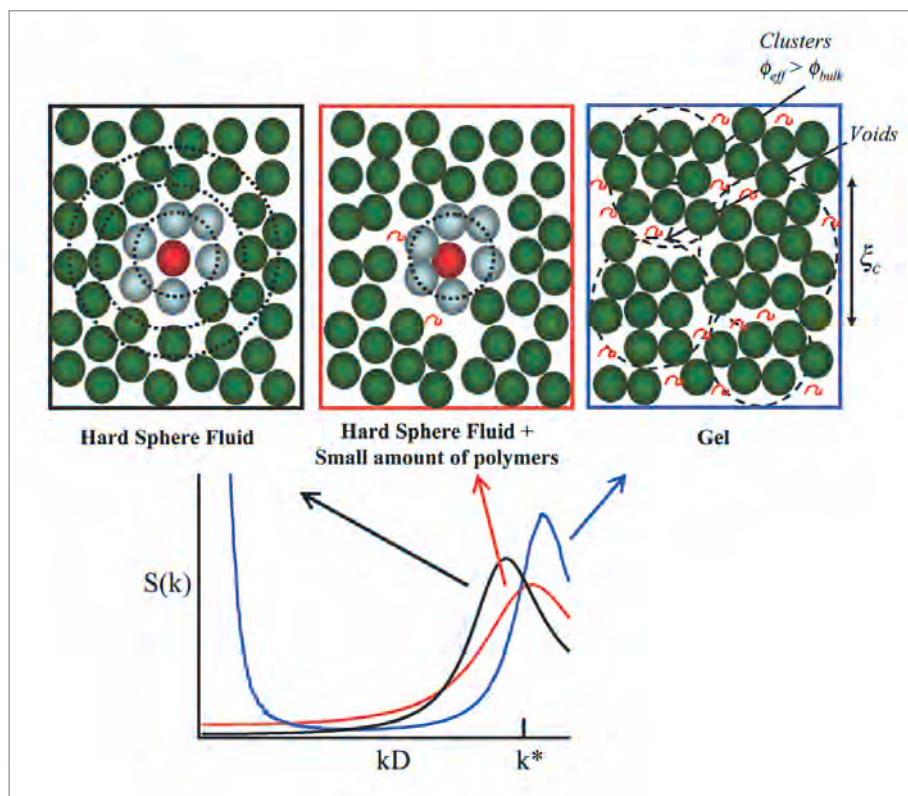 Clusters
ϕeff > ϕbulk
Voids
ξc
Hard Sphere Fluid
Hard Sphere Fluid +
Small amount of polymers
Gel
S(k)
kD
k*